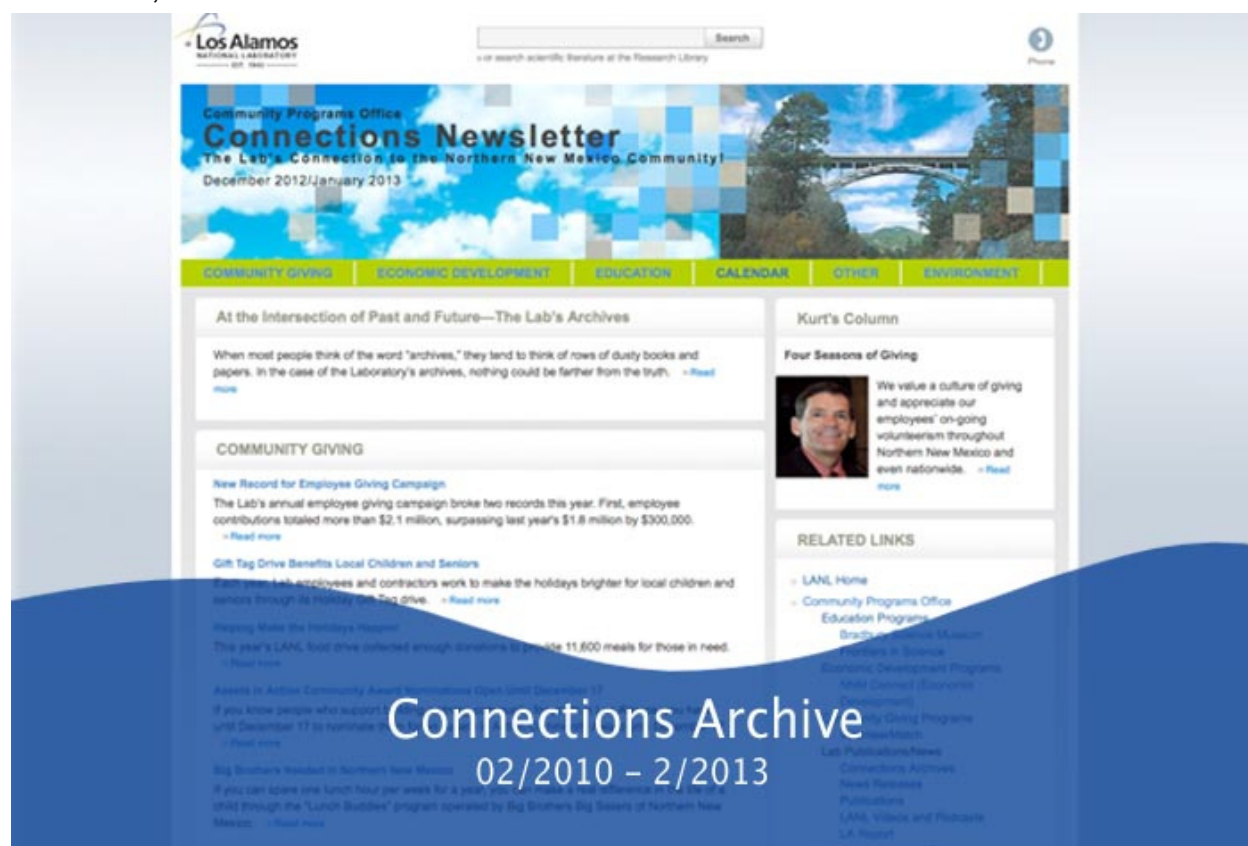 Los Alamos
NATIONAL LABORATORY
EST. 1943
Search
» or search scientific literature at the Research Library
Phone
Community Programs Office
Connections Newsletter
The Lab's Connection to the Northern New Mexico Community!
December 2012/January 2013
COMMUNITY GIVING
ECONOMIC DEVELOPMENT
EDUCATION
CALENDAR
OTHER
ENVIRONMENT
At the Intersection of Past and Future—The Lab's Archives
When most people think of the word "archives," they tend to think of rows of dusty books and
papers. In the case of the Laboratory's archives, nothing could be farther from the truth. » Read
more
COMMUNITY GIVING
New Record for Employee Giving Campaign
The Lab's annual employee giving campaign broke two records this year. First, employee
contributions totaled more than $2.1 million, surpassing last year's $1.8 million by $300,000.
» Read more
Gift Tag Drive Benefits Local Children and Seniors
Each year, Lab employees and contractors work to make the holidays brighter for local children and
seniors through its Holiday Gift Tag drive. » Read more
Helping Make the Holidays Happen
This year's LANL food drive collected enough donations to provide 11,600 meals for those in need.
» Read more
Assets in Action Community Award Nominations Open Until December 17
If you know people who support
until December 17 to nominate
» Read more
Big Brothers Needed in Northern New Mexico
If you can spare one lunch hour per week for a year, you can make a real difference in the life of a
child through the "Lunch Buddies" program operated by Big Brothers Big Sisters of Northern New
Mexico. » Read more
Kurt's Column
Four Seasons of Giving
We value a culture of giving
and appreciate our
employees' on-going
volunteerism throughout
Northern New Mexico and
even nationwide. » Read
more
RELATED LINKS
» LANL Home
» Community Programs Office
Education Programs
Bradbury Science Museum
Frontiers in Science
Economic Development Programs
NNM Connect (Economic
Development)
Community Giving Programs
VolunteerMatch
Lab Publications/News
Connections Archives
News Releases
Publications
LANL Videos and Podcasts
LA Report
Connections Archive
02/2010 – 2/2013